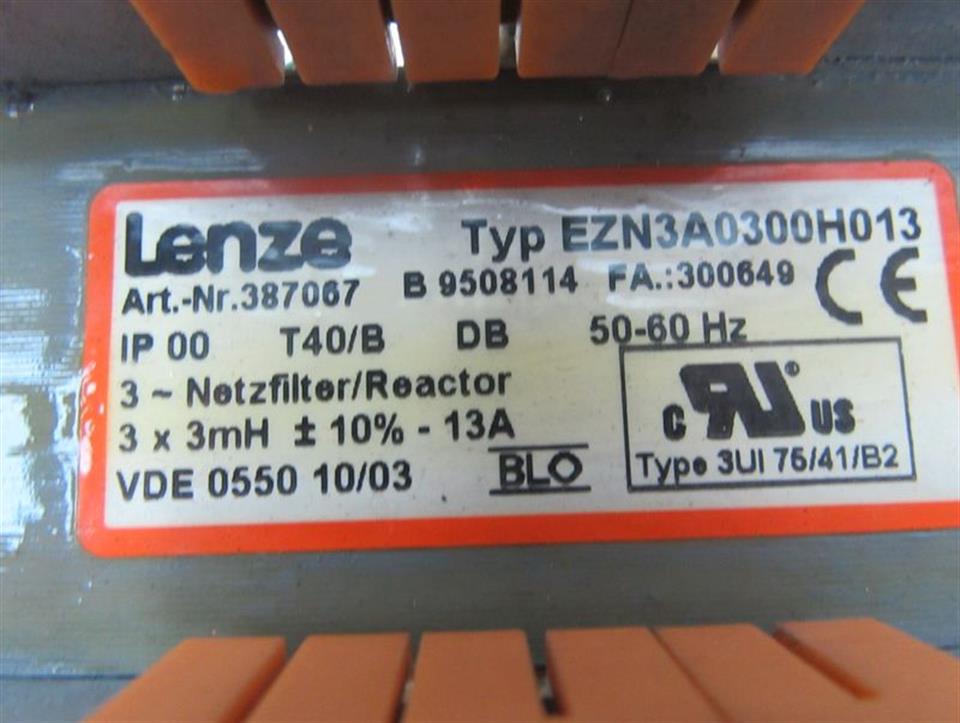 Lenze Typ EZN3A0300H013
Art.-Nr.387067 B 9508114 FA.:300649 CE
IP 00 T40/B DB 50-60 Hz
3 ~ Netzfilter/Reactor
3 x 3mH ± 10% - 13A
VDE 0550 10/03 BLO
C RU ® US
Type 3UI 75/41/B2